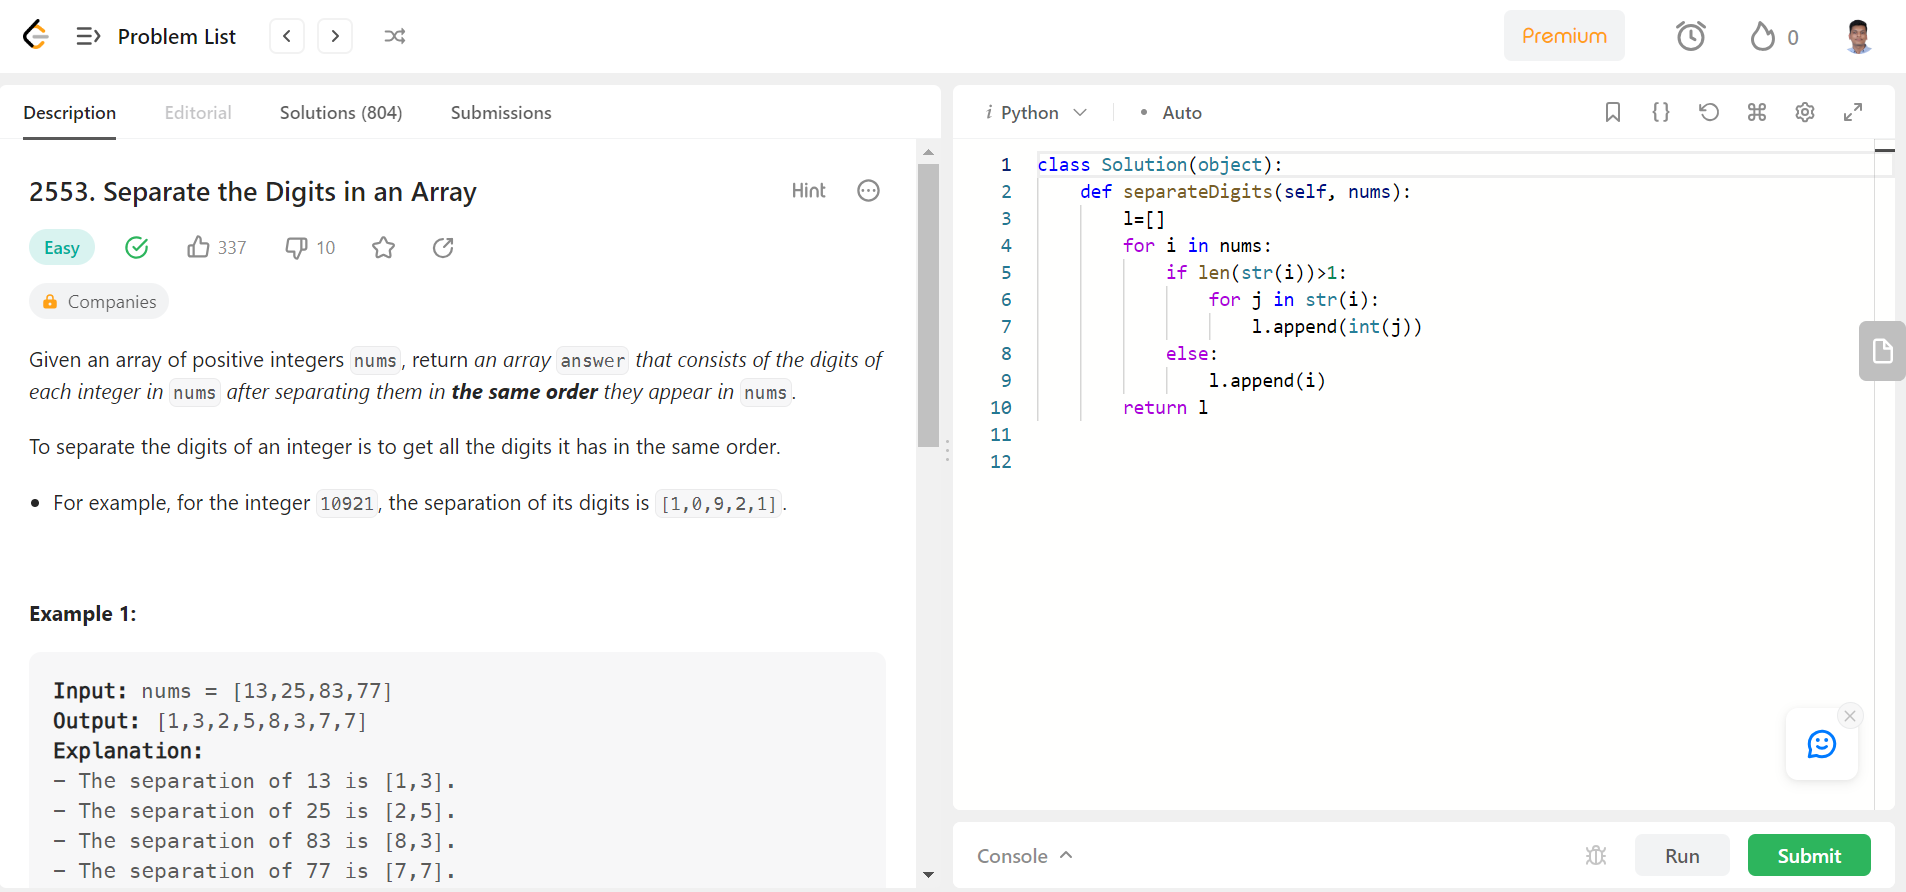 Problem List
Premium
0
Description Editorial Solutions (804) Submissions
2553. Separate the Digits in an Array
Hint
Easy 337 10
Companies
Given an array of positive integers nums, return an array answer that consists of the digits of
each integer in nums after separating them in the same order they appear in nums.
To separate the digits of an integer is to get all the digits it has in the same order.
• For example, for the integer 10921, the separation of its digits is [1,0,9,2,1].
Example 1:
Input: nums = [13,25,83,77]
Output: [1,3,2,5,8,3,7,7]
Explanation:
- The separation of 13 is [1,3].
- The separation of 25 is [2,5].
- The separation of 83 is [8,3].
- The separation of 77 is [7,7].
i Python • Auto
{}
1 class Solution(object):
2 def separateDigits(self, nums):
3 l=[]
4 for i in nums:
5 if len(str(i))>1:
6 for j in str(i):
7 l.append(int(j))
8 else:
9 l.append(i)
10 return l
11
12
Console
Run
Submit